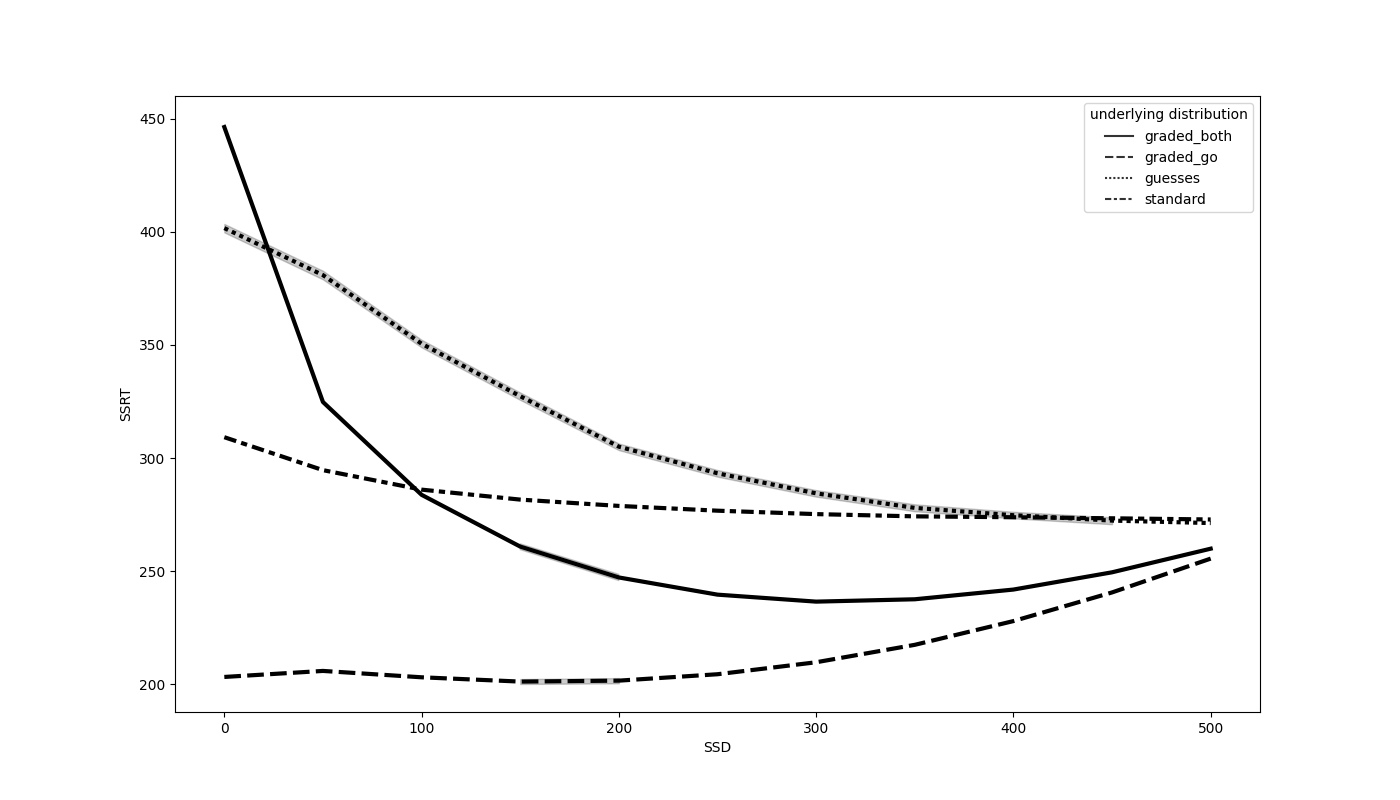 underlying distribution
graded_both
graded_go
guesses
standard
SSRT
450
400
350
300
250
200
0 100 200 300 400 500
SSD